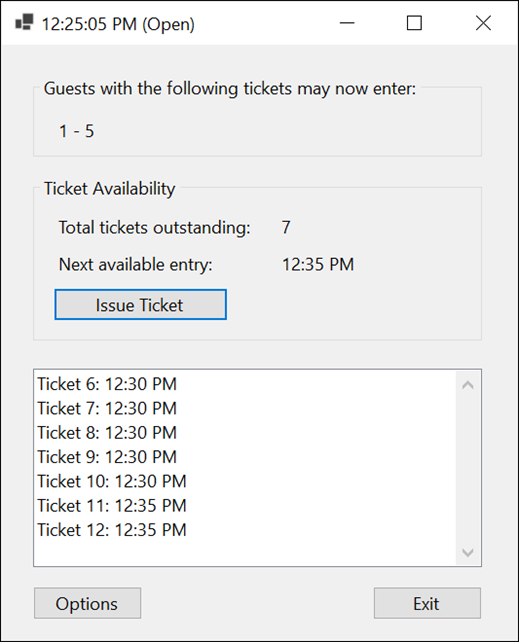 12:25:05 PM (Open)
Guests with the following tickets may now enter:
1 - 5
Ticket Availability
Total tickets outstanding: 7
Next available entry: 12:35 PM
Issue Ticket
Ticket 6: 12:30 PM
Ticket 7: 12:30 PM
Ticket 8: 12:30 PM
Ticket 9: 12:30 PM
Ticket 10: 12:30 PM
Ticket 11: 12:35 PM
Ticket 12: 12:35 PM
Options Exit